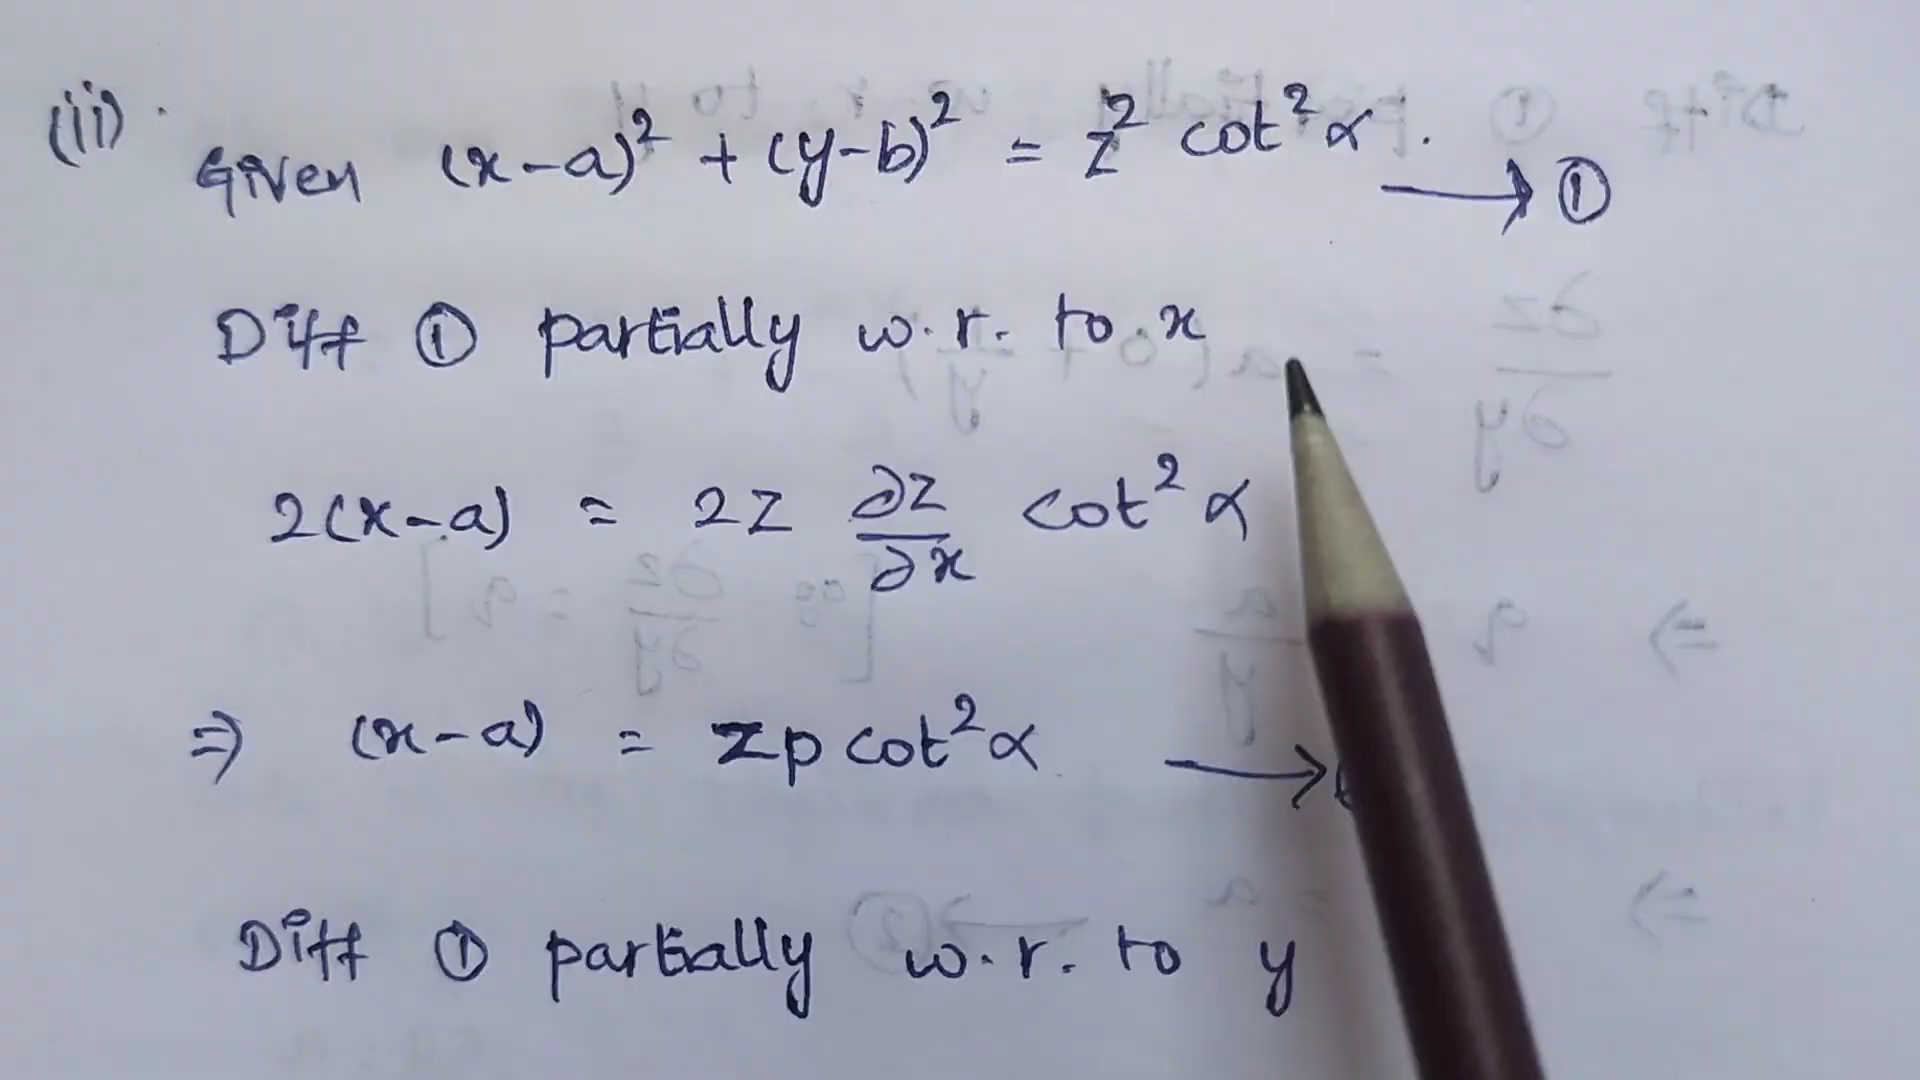 (ii). Given (x-a)² + (y-b)² = z² cot²α. → ①
Diff ① partially w.r. to x
2(x-a) = 2z ∂z/∂x cot²α
⇒ (x-a) = zp cot²α →
Diff ① partially w.r. to y